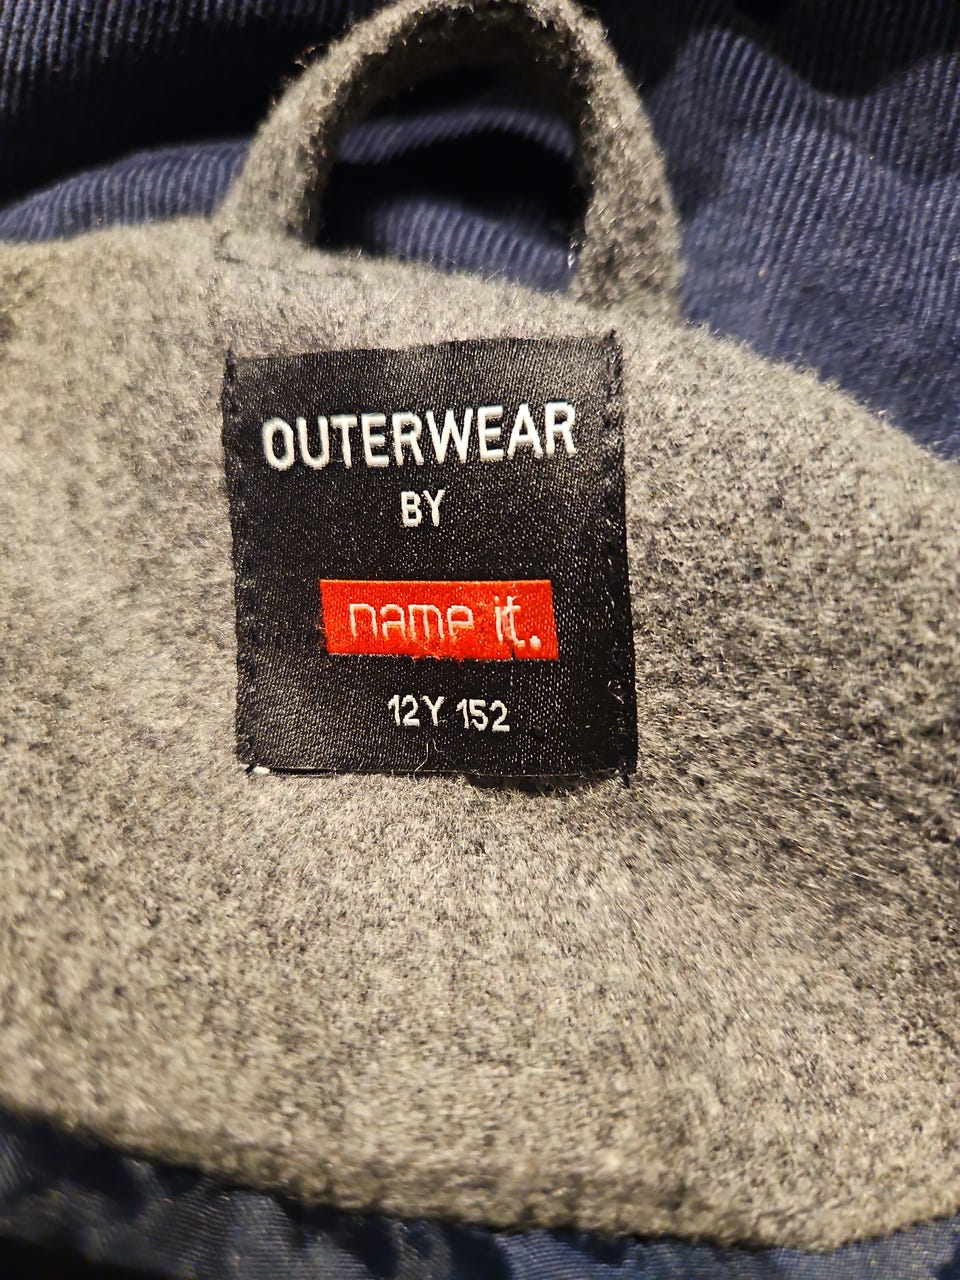 OUTERWEAR
BY
name it.
12Y 152